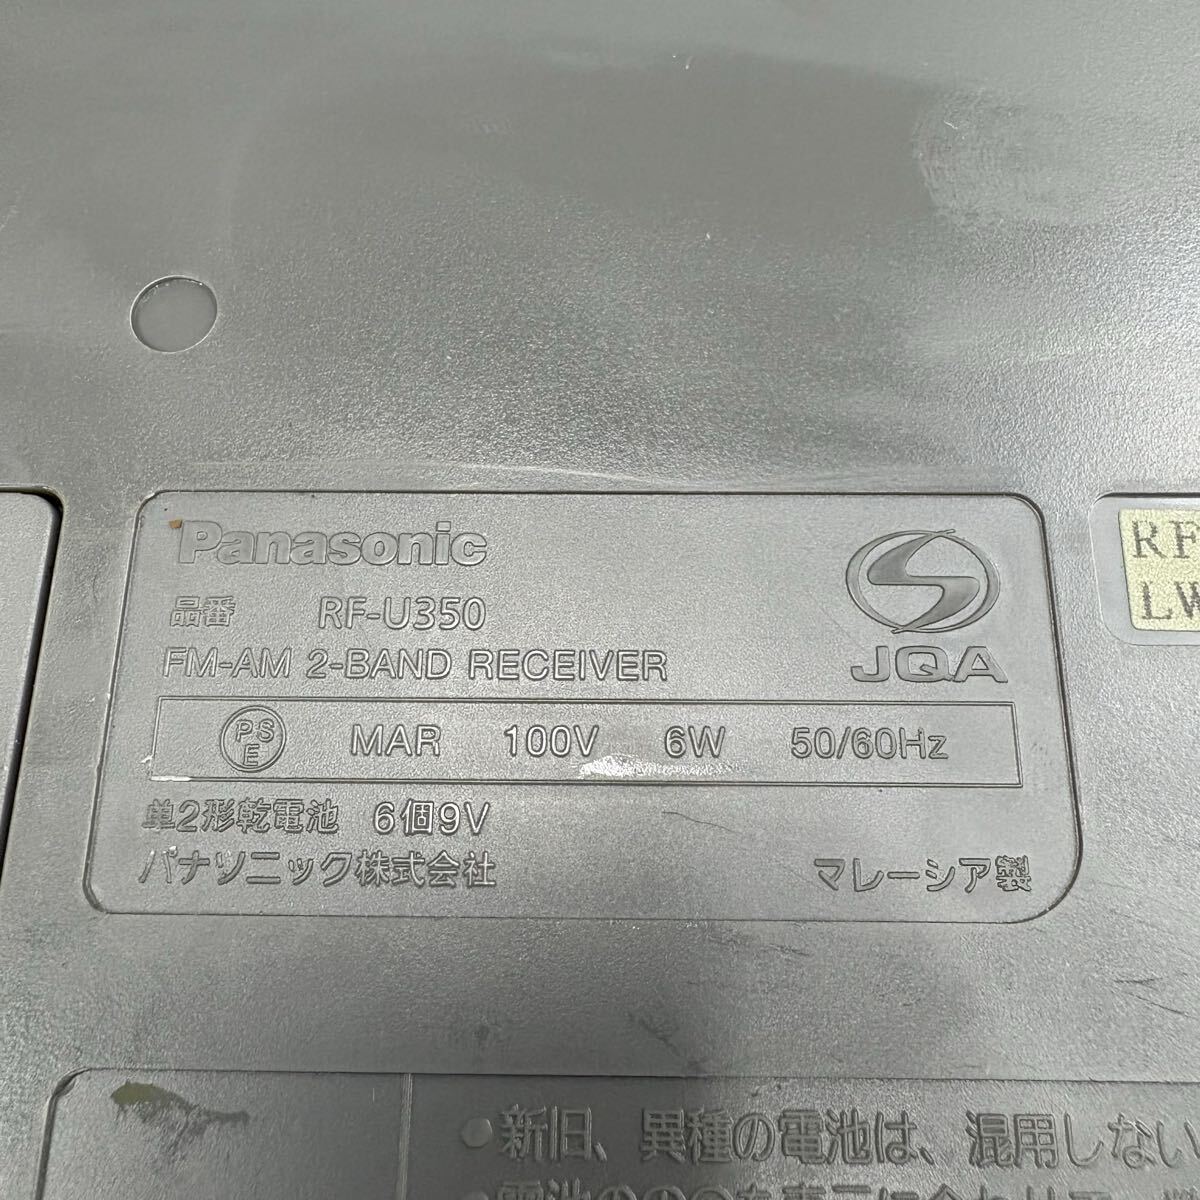 Panasonic
品番 RF-U350
FM-AM 2-BAND RECEIVER
JQA
PSE MAR 100V 6W 50/60Hz
単2形乾電池 6個9V
パナソニック株式会社
マレーシア製
RF
LW
•新旧、異種の電池は、混用しない